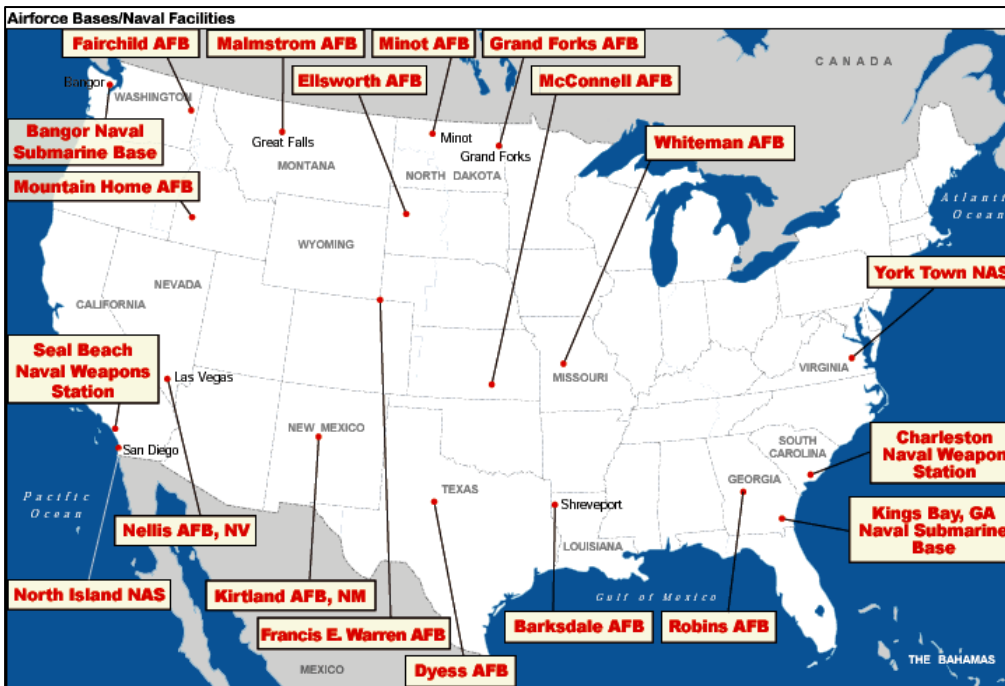 Airforce Bases/Naval Facilities
Fairchild AFB
Malmstrom AFB
Minot AFB
Grand Forks AFB
CANADA
Ellsworth AFB
McConnell AFB
Bangor
WASHINGTON
Bangor Naval
Submarine Base
Great Falls
MONTANA
Minot
Grand Forks
NORTH DAKOTA
Whiteman AFB
Mountain Home AFB
Atlantic
Ocean
WYOMING
NEVADA
CALIFORNIA
York Town NAS
Seal Beach
Naval Weapons
Station
Las Vegas
MISSOURI
VIRGINIA
San Diego
NEW MEXICO
SOUTH
CAROLINA
Charleston
Naval Weapon
Station
TEXAS
GEORGIA
Pacific
Ocean
Shreveport
Kings Bay, GA
Naval Submarine
Base
Nellis AFB, NV
LOUISIANA
North Island NAS
Kirtland AFB, NM
Gulf of Mexico
Francis E. Warren AFB
Barksdale AFB
Robins AFB
Dyess AFB
MEXICO
THE BAHAMAS